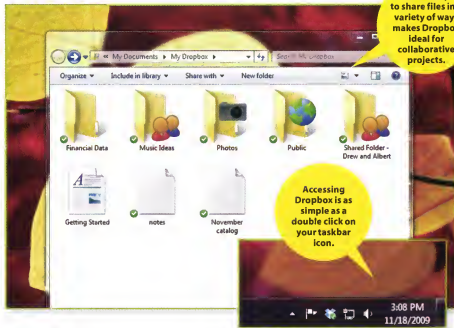 to share files in
variety of way
makes Dropbo
ideal for
collaborative
projects.
« My Documents ▸ My Dropbox ▸
Search My Dropbox
Organize ▾ Include in library ▾ Share with ▾ New folder
Financial Data
Music Ideas
Photos
Public
Shared Folder -
Drew and Albert
Getting Started
notes
November
catalog
Accessing
Dropbox is as
simple as a
double click on
your taskbar
icon.
3:08 PM
11/18/2009